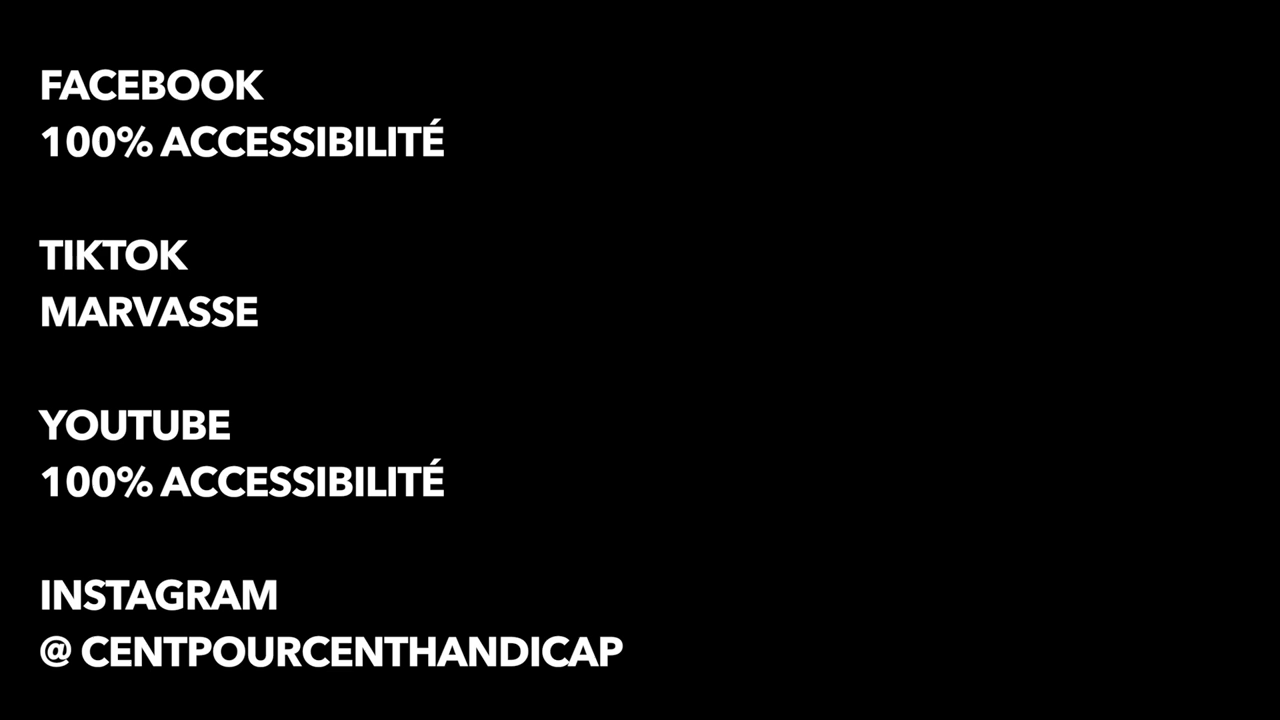 FACEBOOK
100% ACCESSIBILITÉ
TIKTOK
MARVASSE
YOUTUBE
100% ACCESSIBILITÉ
INSTAGRAM
@ CENTPOURCENTHANDICAP